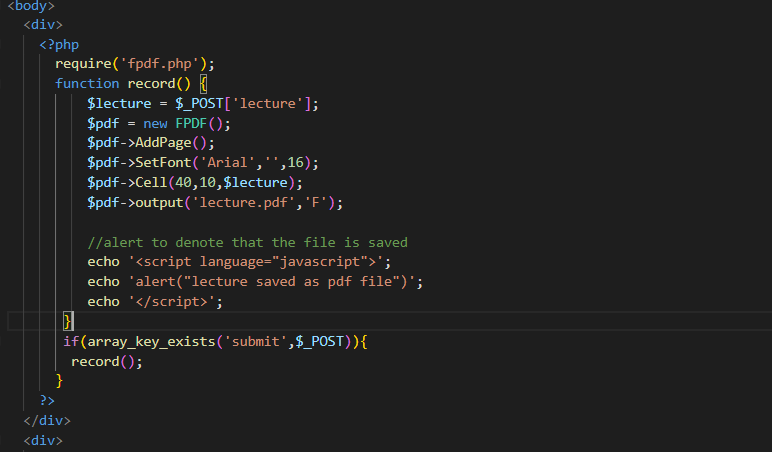 <body>
<div>
<?php
require('fpdf.php');
function record() {
$lecture = $_POST['lecture'];
$pdf = new FPDF();
$pdf->AddPage();
$pdf->SetFont('Arial','',16);
$pdf->Cell(40,10,$lecture);
$pdf->output('lecture.pdf','F');
//alert to denote that the file is saved
echo '<script language="javascript">';
echo 'alert("lecture saved as pdf file")';
echo '</script>';
}
if(array_key_exists('submit',$_POST)){
record();
}
?>
</div>
<div>